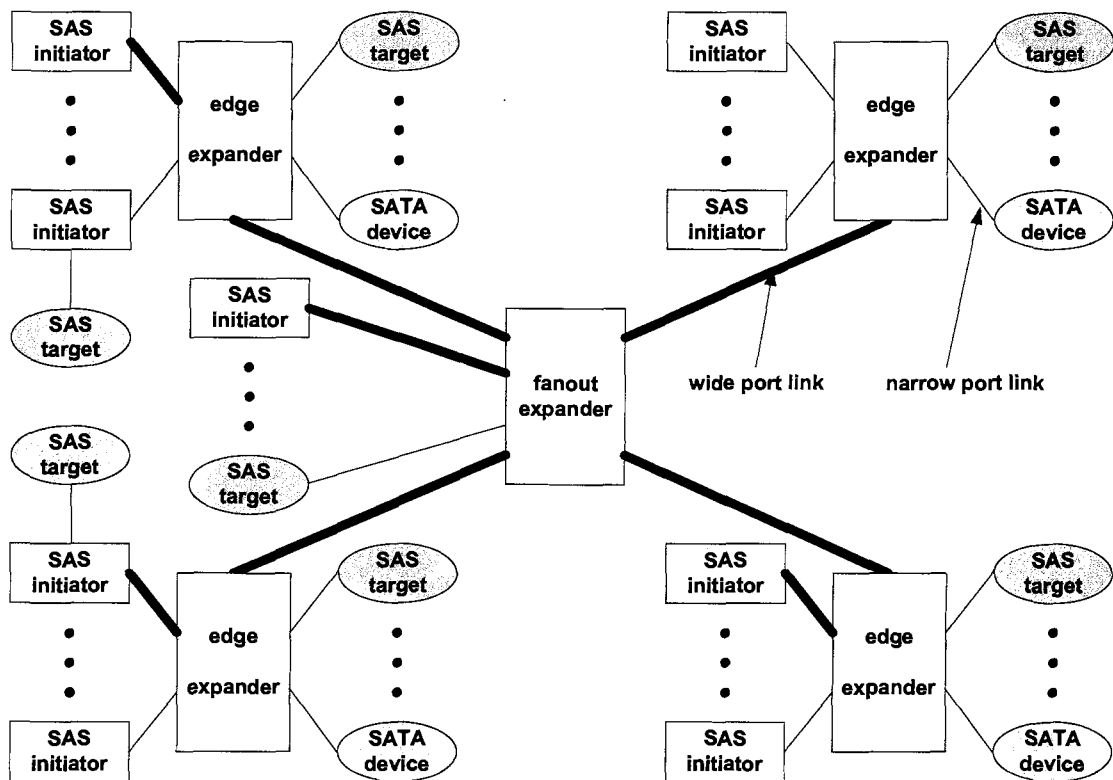 SAS
initiator
edge
expander
SAS
target
SAS
initiator
SATA
device
SAS
target
SAS
initiator
edge
expander
SAS
target
SAS
initiator
SATA
device
SAS
initiator
fanout
expander
wide port link
narrow port link
SAS
target
SAS
target
SAS
initiator
edge
expander
SAS
target
SAS
initiator
SATA
device
SAS
initiator
edge
expander
SAS
target
SAS
initiator
SATA
device